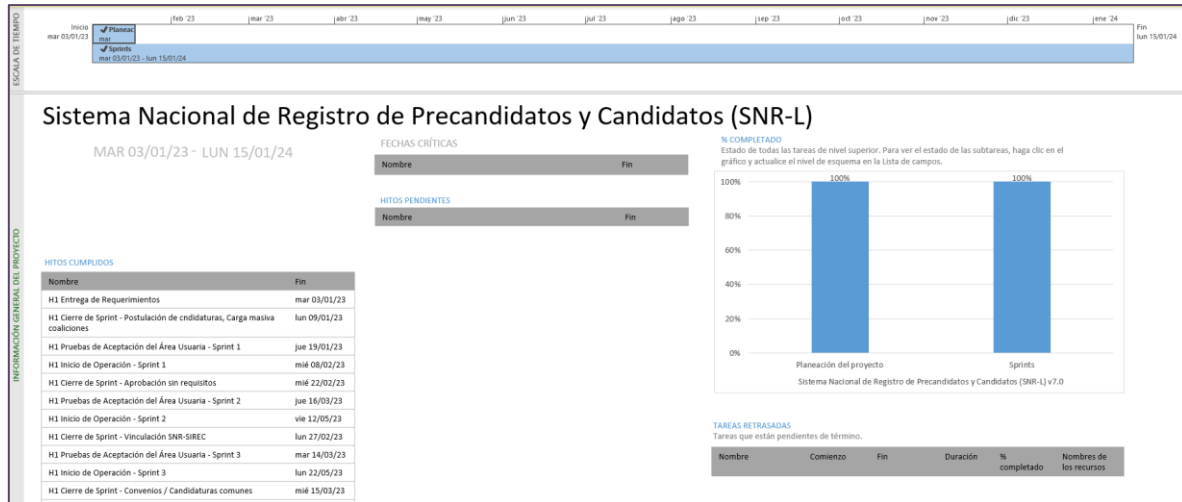 ESCALA DE TIEMPO
feb '23 mar '23 abr '23 may '23 jun '23 jul '23 ago '23 sep '23 oct '23 nov '23 dic '23 ene '24
Inicio
mar 03/01/23
✔ Planeac
mar
✔ Sprints
mar 03/01/23 - lun 15/01/24
Fin
lun 15/01/24
INFORMACIÓN GENERAL DEL PROYECTO
Sistema Nacional de Registro de Precandidatos y Candidatos (SNR-L)
MAR 03/01/23 - LUN 15/01/24
HITOS CUMPLIDOS
Nombre Fin
H1 Entrega de Requerimientos mar 03/01/23
H1 Cierre de Sprint - Postulación de cndidaturas, Carga masiva lun 09/01/23
coaliciones
H1 Pruebas de Aceptación del Área Usuaria - Sprint 1 jue 19/01/23
H1 Inicio de Operación - Sprint 1 mié 08/02/23
H1 Cierre de Sprint - Aprobación sin requisitos mié 22/02/23
H1 Pruebas de Aceptación del Área Usuaria - Sprint 2 jue 16/03/23
H1 Inicio de Operación - Sprint 2 vie 12/05/23
H1 Cierre de Sprint - Vinculación SNR-SIREC lun 27/02/23
H1 Pruebas de Aceptación del Área Usuaria - Sprint 3 mar 14/03/23
H1 Inicio de Operación - Sprint 3 lun 22/05/23
H1 Cierre de Sprint - Convenios / Candidaturas comunes mié 15/03/23
FECHAS CRÍTICAS
Nombre Fin
HITOS PENDIENTES
Nombre Fin
% COMPLETADO
Estado de todas las tareas de nivel superior. Para ver el estado de las subtareas, haga clic en el
gráfico y actualice el nivel de esquema en la Lista de campos.
100% 100%
100%
80%
60%
40%
20%
0%
Planeación del proyecto Sprints
Sistema Nacional de Registro de Precandidatos y Candidatos (SNR-L) v7.0
TAREAS RETRASADAS
Tareas que están pendientes de término.
Nombre Comienzo Fin Duración % completado Nombres de los recursos